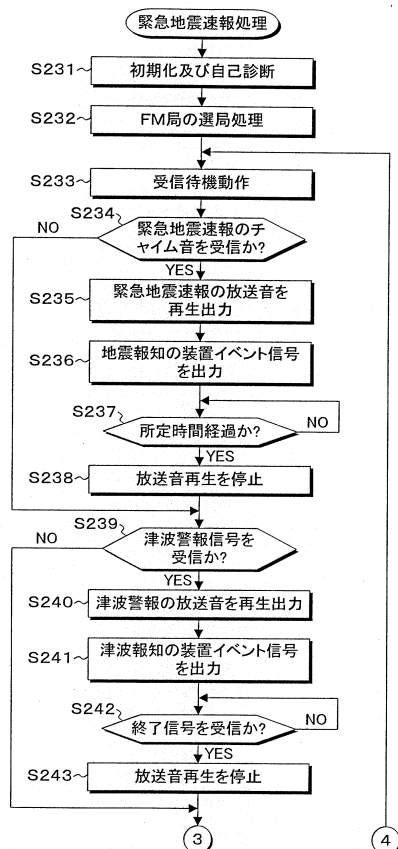 緊急地震速報処理
S231
初期化及び自己診断
S232
FM局の選局処理
S233
受信待機動作
S234
緊急地震速報のチ
ャイム音を受信か?
NO
YES
S235
緊急地震速報の放送音を
再生出力
S236
地震報知の装置イベント信号
を出力
S237
所定時間経過か?
NO
YES
S238
放送音再生を停止
S239
津波警報信号を
受信か?
NO
YES
S240
津波警報の放送音を再生出力
S241
津波報知の装置イベント信号
を出力
S242
終了信号を受信か?
NO
YES
S243
放送音再生を停止
3
4